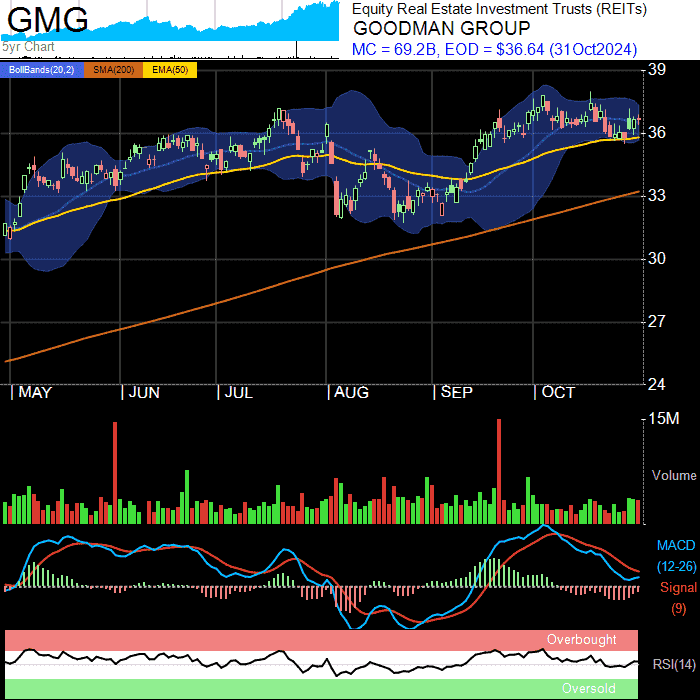 GMG
5yr Chart
Equity Real Estate Investment Trusts (REITs)
GOODMAN GROUP
MC = 69.2B, EOD = $36.64 (31Oct2024)
BollBands(20,2) SMA(200) EMA(50)
39
36
33
30
27
24
MAY JUN JUL AUG SEP OCT
15M
Volume
MACD
(12-26)
Signal
(9)
Overbought
RSI(14)
Oversold